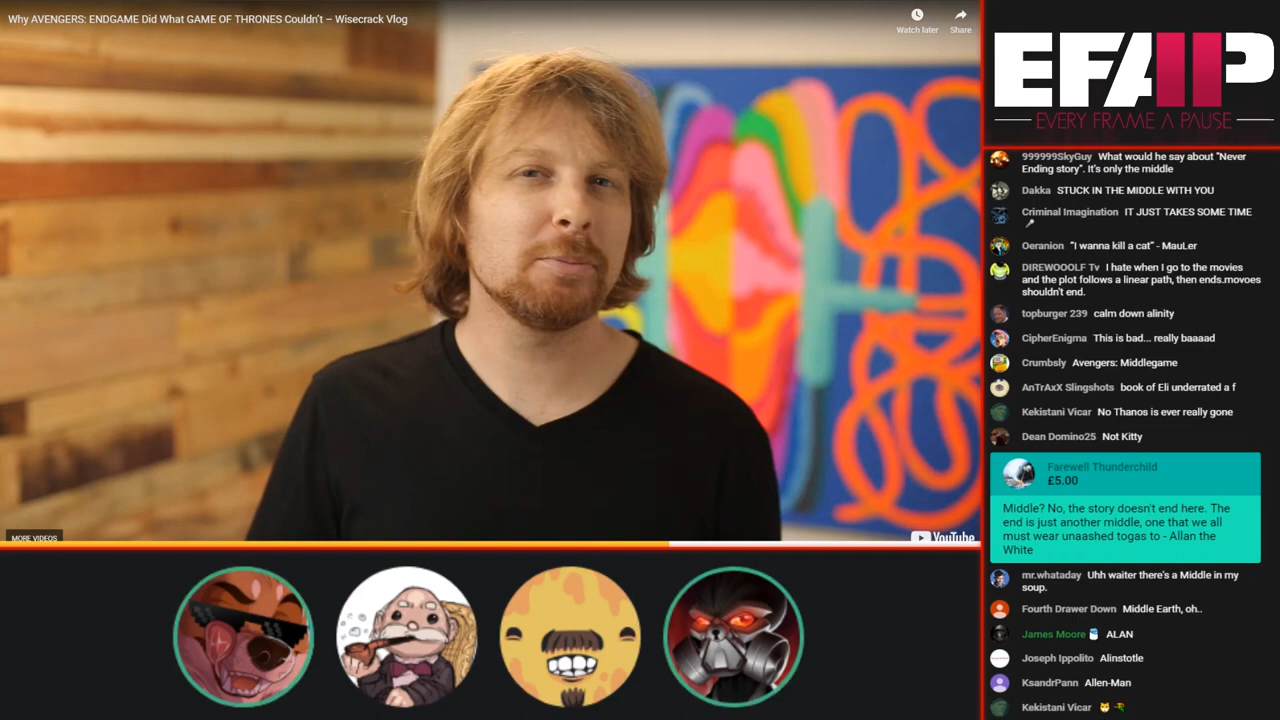 Why AVENGERS: ENDGAME Did What GAME OF THRONES Couldn't – Wisecrack Vlog
Watch later
Share
MORE VIDEOS
YouTube
EFAP
EVERY FRAME A PAUSE
999999SkyGuy What would he say about "Never
Ending story". It's only the middle
Dakka STUCK IN THE MIDDLE WITH YOU
Criminal Imagination IT JUST TAKES SOME TIME
🎤
Oeranion "I wanna kill a cat" - MauLer
DIREWOOOLF Tv I hate when I go to the movies
and the plot follows a linear path, then ends.movoes
shouldn't end.
topburger 239 calm down alinity
CipherEnigma This is bad... really baaaad
Crumbsly Avengers: Middlegame
AnTrAxX Slingshots book of Eli underrated a f
Kekistani Vicar No Thanos is ever really gone
Dean Domino25 Not Kitty
Farewell Thunderchild
£5.00
Middle? No, the story doesn't end here. The
end is just another middle, one that we all
must wear unaashed togas to - Allan the
White
mr.whataday Uhh waiter there's a Middle in my
soup.
Fourth Drawer Down Middle Earth, oh..
James Moore ALAN
Joseph Ippolito Alinstotle
KsandrPann Allen-Man
Kekistani Vicar